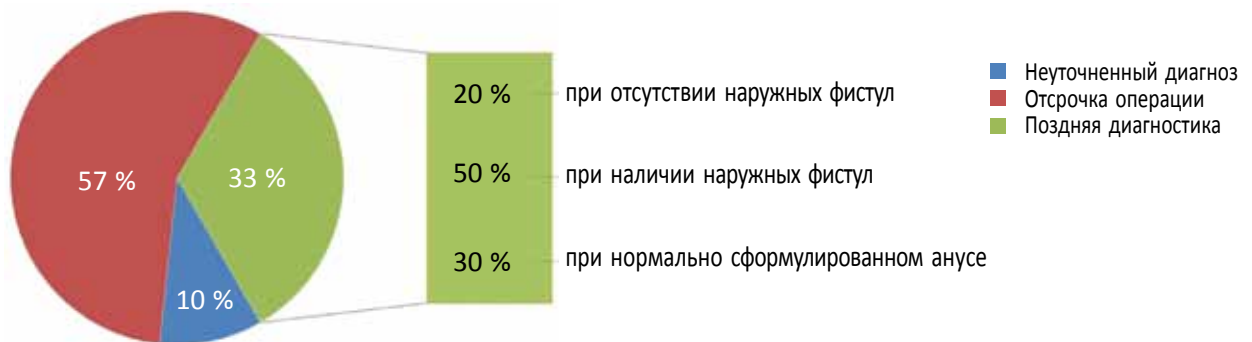 57 %
33 %
10 %
20 % при отсутствии наружных фистул
50 % при наличии наружных фистул
30 % при нормально сформулированном анусе
Неуточненный диагноз
Отсрочка операции
Поздняя диагностика